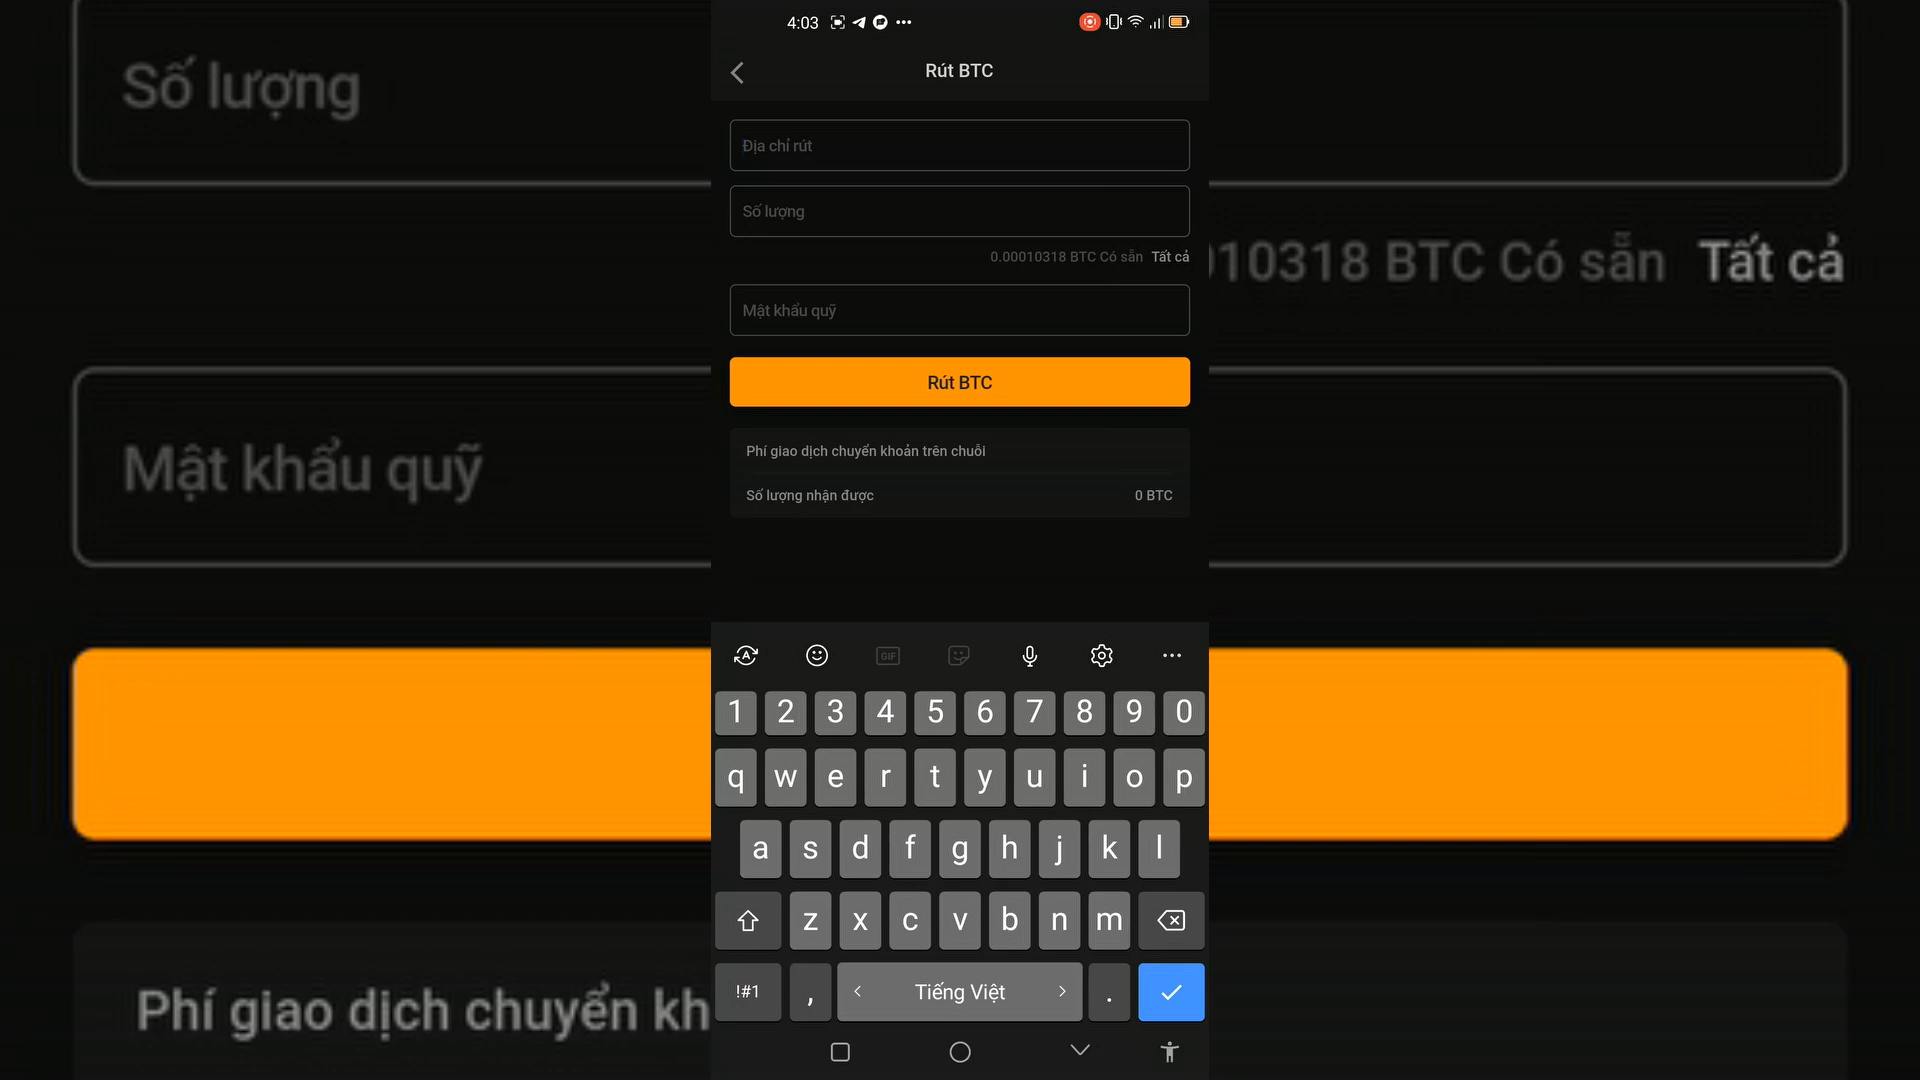 4:03
Rút BTC
Địa chỉ rút
Số lượng
0.00010318 BTC Có sẵn Tất cả
Mật khẩu quỹ
Rút BTC
Phí giao dịch chuyển khoản trên chuỗi
Số lượng nhận được 0 BTC
GIF
1 2 3 4 5 6 7 8 9 0
q w e r t y u i o p
a s d f g h j k l
z x c v b n m
!#1 , < Tiếng Việt > .
Số lượng
010318 BTC Có sẵn Tất cả
Mật khẩu quỹ
Phí giao dịch chuyển kh